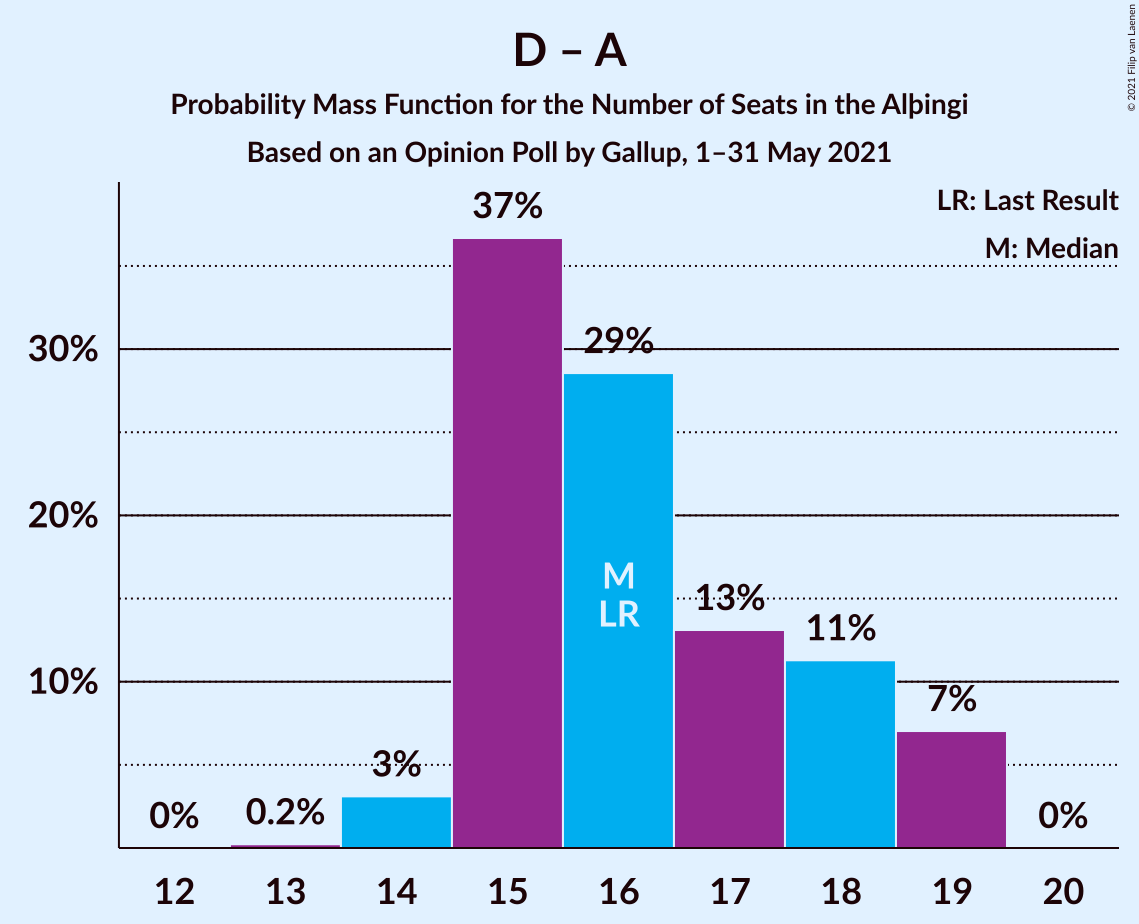 D – A
Probability Mass Function for the Number of Seats in the Alþingi
Based on an Opinion Poll by Gallup, 1–31 May 2021
© 2021 Filip van Laenen
LR: Last Result
M: Median
37%
30%
29%
20%
M
LR
13%
11%
10%
7%
3%
0%
0.2%
0%
12
13
14
15
16
17
18
19
20